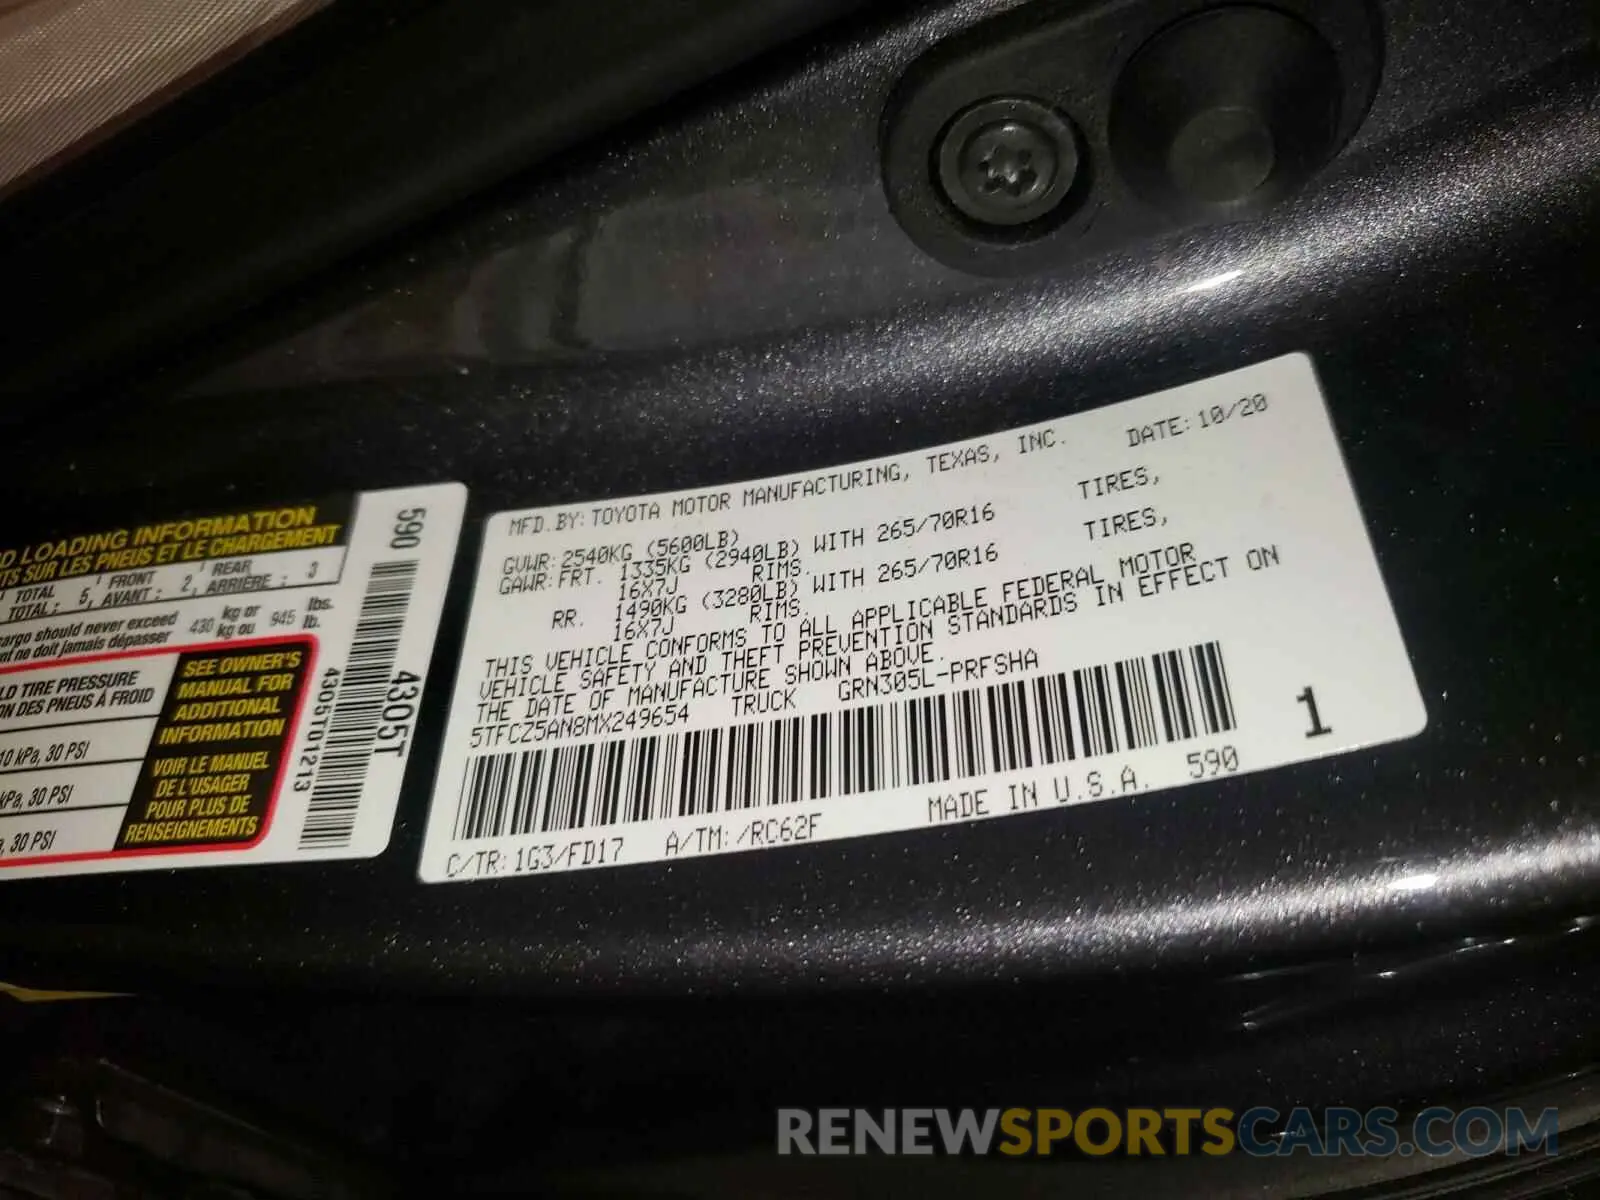 D LOADING INFORMATION
TS SUR LES PNEUS ET LE CHARGEMENT
TOTAL FRONT REAR
TOTAL: 5, AVANT: 2, ARRIÈRE: 3
argo should never exceed 430 kg or 945 lbs.
nt ne doit jamais dépasser kg ou lb.
LD TIRE PRESSURE
ON DES PNEUS À FROID
10 kPa, 30 PSI
kPa, 30 PSI
, 30 PSI
SEE OWNER'S
MANUAL FOR
ADDITIONAL
INFORMATION
VOIR LE MANUEL
DE L'USAGER
POUR PLUS DE
RENSEIGNEMENTS
590
4305T
4305T01213
MFD. BY: TOYOTA MOTOR MANUFACTURING, TEXAS, INC. DATE: 10/20
GVWR: 2540KG (5600LB)
GAWR: FRT. 1335KG (2940LB) WITH 265/70R16 TIRES,
16X7J RIMS.
RR. 1490KG (3280LB) WITH 265/70R16 TIRES,
16X7J RIMS.
THIS VEHICLE CONFORMS TO ALL APPLICABLE FEDERAL MOTOR
VEHICLE SAFETY AND THEFT PREVENTION STANDARDS IN EFFECT ON
THE DATE OF MANUFACTURE SHOWN ABOVE.
5TFCZ5AN8MX249654 TRUCK GRN305L-PRFSHA
1
C/TR: 1G3/FD17 A/TM: /RC62F MADE IN U.S.A. 590
RENEWSPORTSCARS.COM